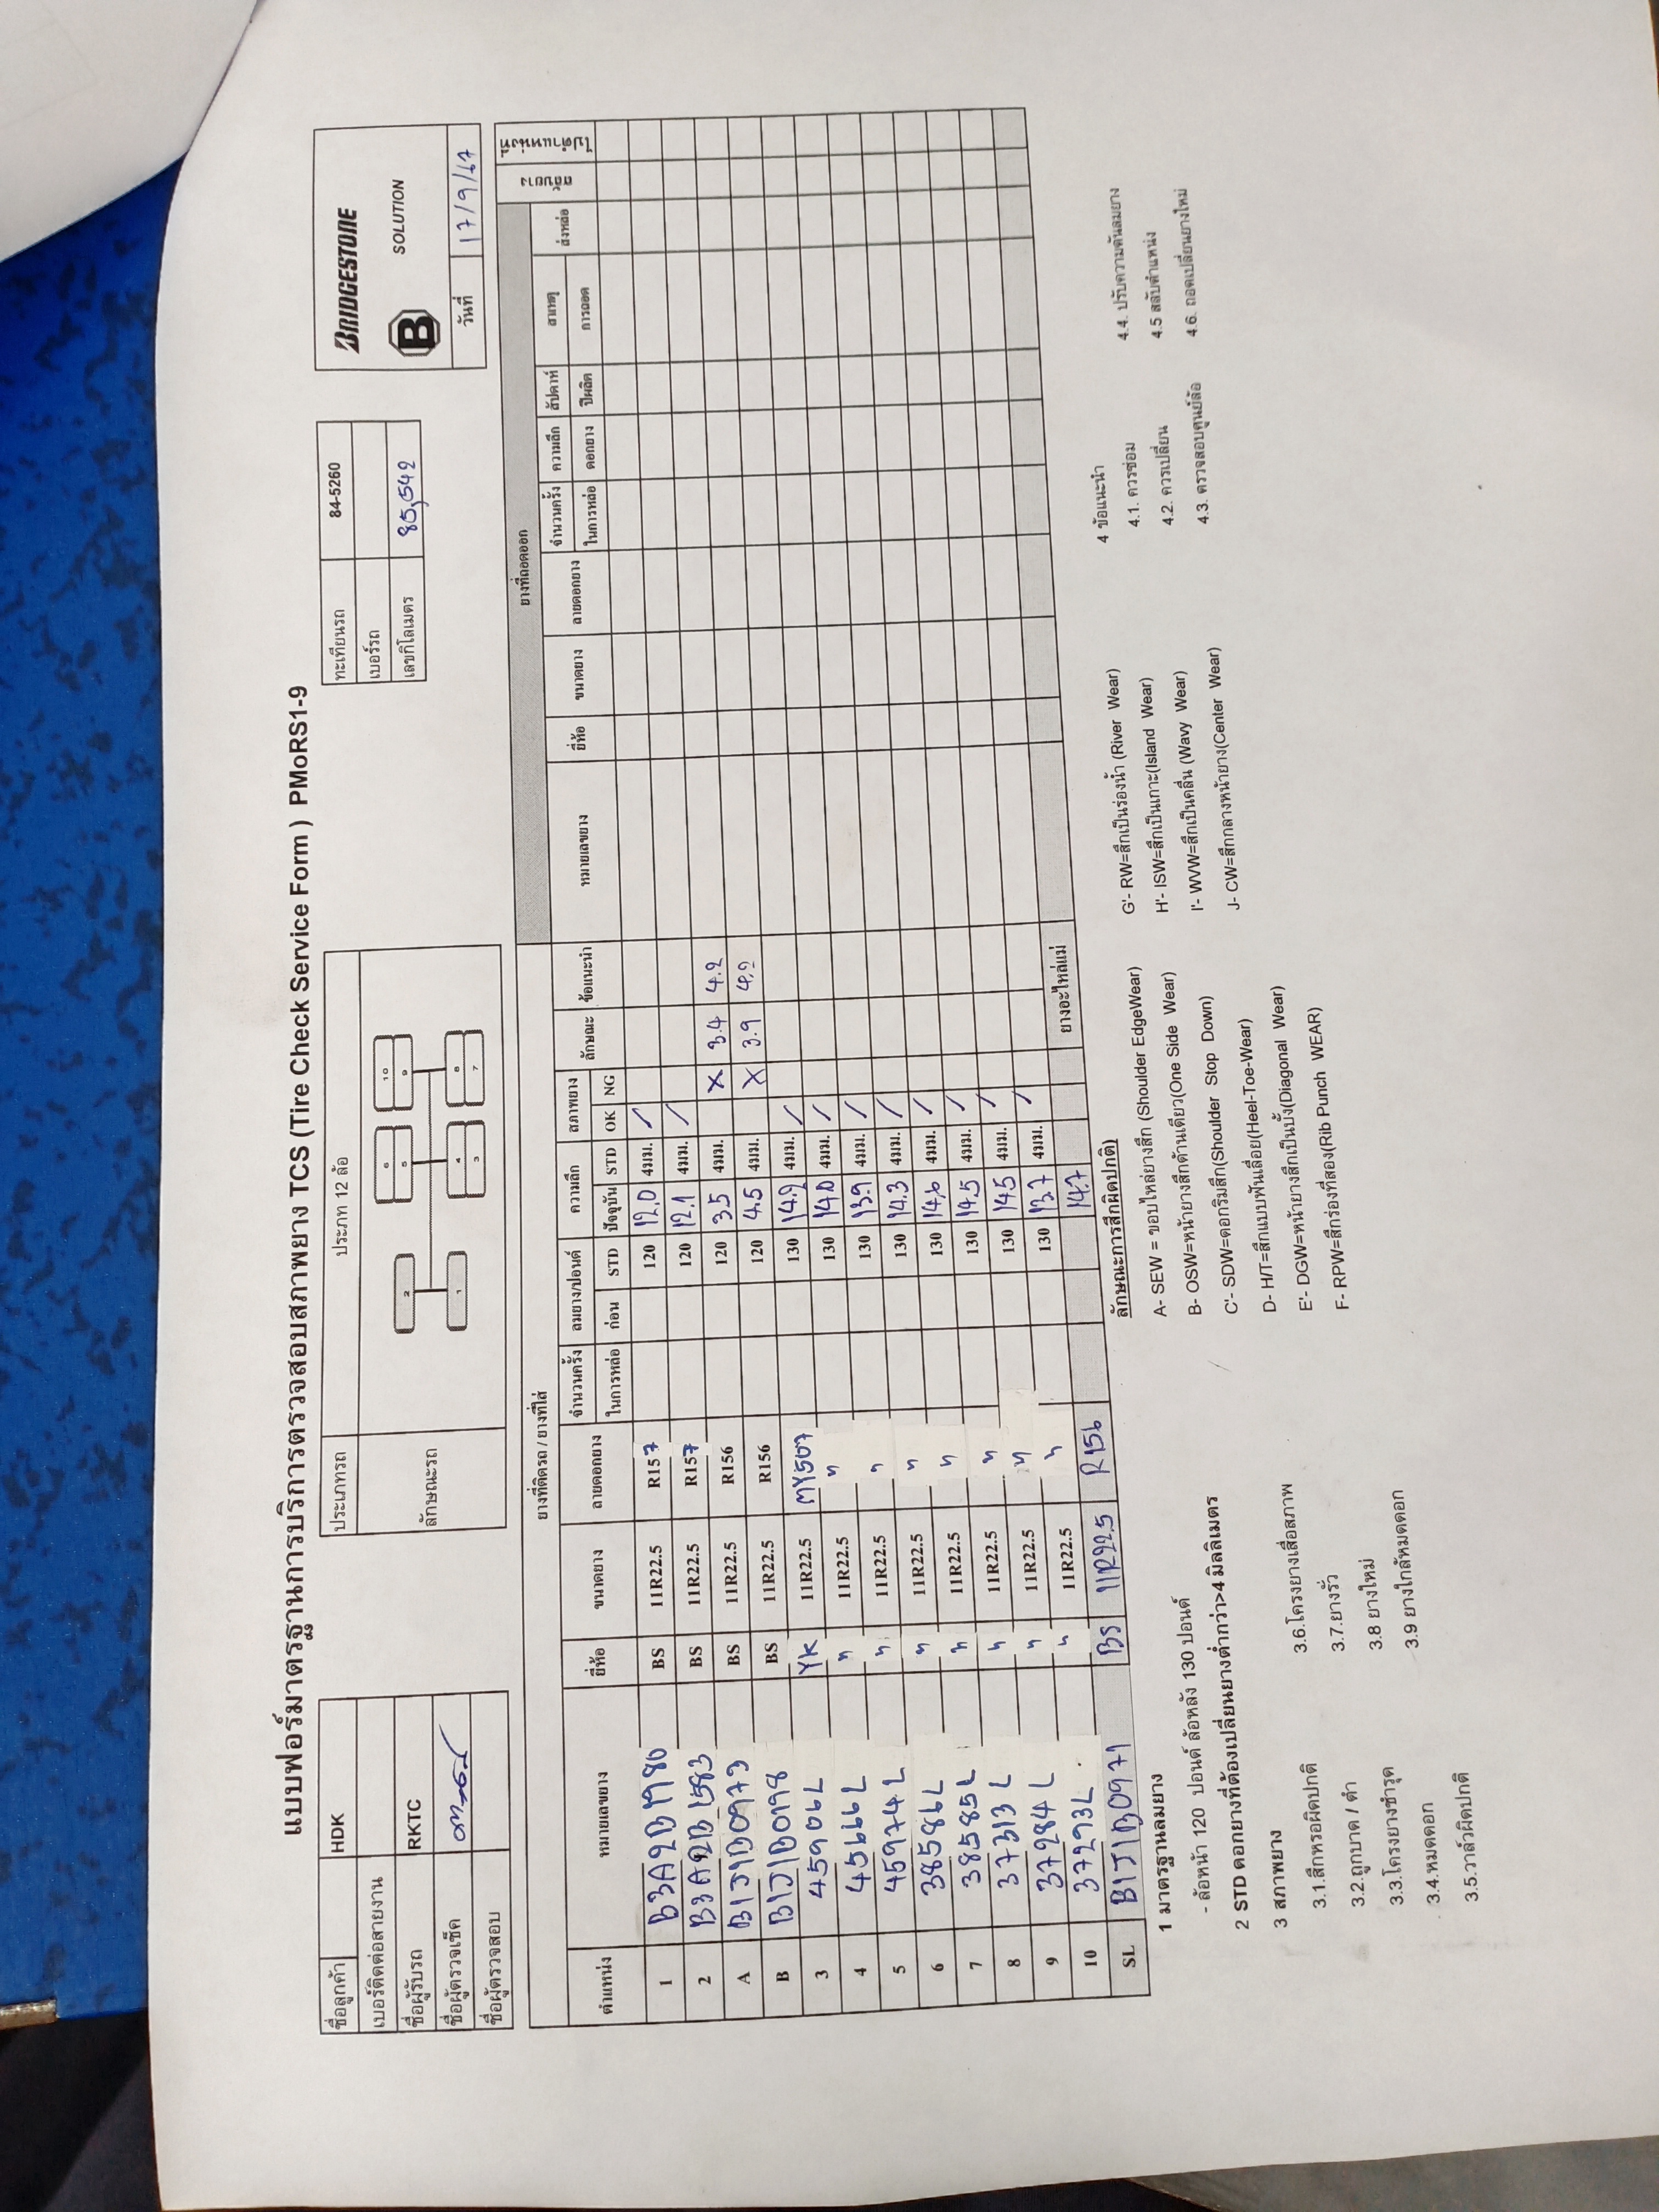 แบบฟอร์มมาตรฐานการบริการตรวจสอบสภาพยาง TCS (Tire Check Service Form ) PMoRS1-9
ชื่อลูกค้า HDK
เบอร์ติดต่อสายงาน
ชื่อผู้รับรถ RKTC
ชื่อผู้ตรวจเช็ค
ชื่อผู้ตรวจสอบ
ประเภทรถ ประเภท 12 ล้อ
ลักษณะรถ
2 6 5 10 9
1 4 3 8 7
ทะเทียนรถ 84-5260
เบอร์รถ
เลขกิโลเมตร 85,542
BRIDGESTONE
B SOLUTION
วันที่ 17/9/67
ยางที่ติดรถ / ยางที่ใส่ ยางที่ถอดออก
ตำแหน่ง หมายเลขยาง ยี่ห้อ ขนาดยาง ลายดอกยาง จำนวนครั้ง ในการหล่อ ลมยาง/ปอนด์ ก่อน STD ความลึก ปัจจุบัน STD สภาพยาง OK NG ลักษณะ ข้อแนะนำ หมายเลขยาง ยี่ห้อ ขนาดยาง ลายดอกยาง จำนวนครั้ง ในการหล่อ ความลึก ดอกยาง สัปดาห์ ปีผลิต สาเหตุ การถอด ส่งหล่อ
1 B3A2B1980 BS 11R22.5 R157 120 12.0 4มม. /
2 B3A2B1583 BS 11R22.5 R157 120 12.1 4มม. /
A B1J1B0973 BS 11R22.5 R156 120 3.5 4มม. X 3.4 4.2
B B1J1B0198 BS 11R22.5 R156 120 4.5 4มม. X 3.9 4.2
3 459066L YK 11R22.5 MY507 130 14.9 4มม. /
4 456666L " 11R22.5 " 130 14.0 4มม. /
5 459774L " 11R22.5 " 130 13.9 4มม. /
6 385886L " 11R22.5 " 130 14.3 4มม. /
7 385885L " 11R22.5 " 130 14.6 4มม. /
8 37313L " 11R22.5 " 130 14.5 4มม. /
9 37284L " 11R22.5 " 130 14.5 4มม. /
10 37293L " 11R22.5 " 130 13.7 4มม. /
SL B1J1B0971 BS 11R22.5 R156 14.7 ยางอะไหล่แม่
1 มาตรฐานลมยาง
- ล้อหน้า 120 ปอนด์ ล้อหลัง 130 ปอนด์
2 STD ดอกยางที่ต้องเปลี่ยนยางต่ำกว่า>4 มิลลิเมตร
3 สภาพยาง
3.1.สึกหรอผิดปกติ
3.2.ถูกบาด / ตำ
3.3.โครงยางชำรุด
3.4.หมดดอก
3.5.วาล์วผิดปกติ
3.6.โครงยางเสื่อสภาพ
3.7.ยางรั่ว
3.8 ยางใหม่
3.9 ยางใกล้หมดดอก
ลักษณะการสึกผิดปกติ)
A- SEW = ขอบไหล่ยางสึก (Shoulder EdgeWear)
B- OSW=หน้ายางสึกด้านเดียว(One Side Wear)
C'- SDW=ดอกริมสึก(Shoulder Stop Down)
D- H/T=สึกแบบฟันเลื่อย(Heel-Toe-Wear)
E'- DGW=หน้ายางสึกเป็นบั้ง(Diagonal Wear)
F- RPW=สึกร่องที่สอง(Rib Punch WEAR)
G'- RW=สึกเป็นร่องน้ำ (River Wear)
H'- ISW=สึกเป็นเกาะ(Island Wear)
I'- WVW=สึกเป็นคลื่น (Wavy Wear)
J- CW=สึกกลางหน้ายาง(Center Wear)
4 ข้อแนะนำ
4.1. ควรซ่อม
4.2. ควรเปลี่ยน
4.3. ตรวจสอบศูนย์ล้อ
4.4. ปรับความดันลมยาง
4.5 สลับตำแหน่ง
4.6. ถอดเปลี่ยนยางใหม่